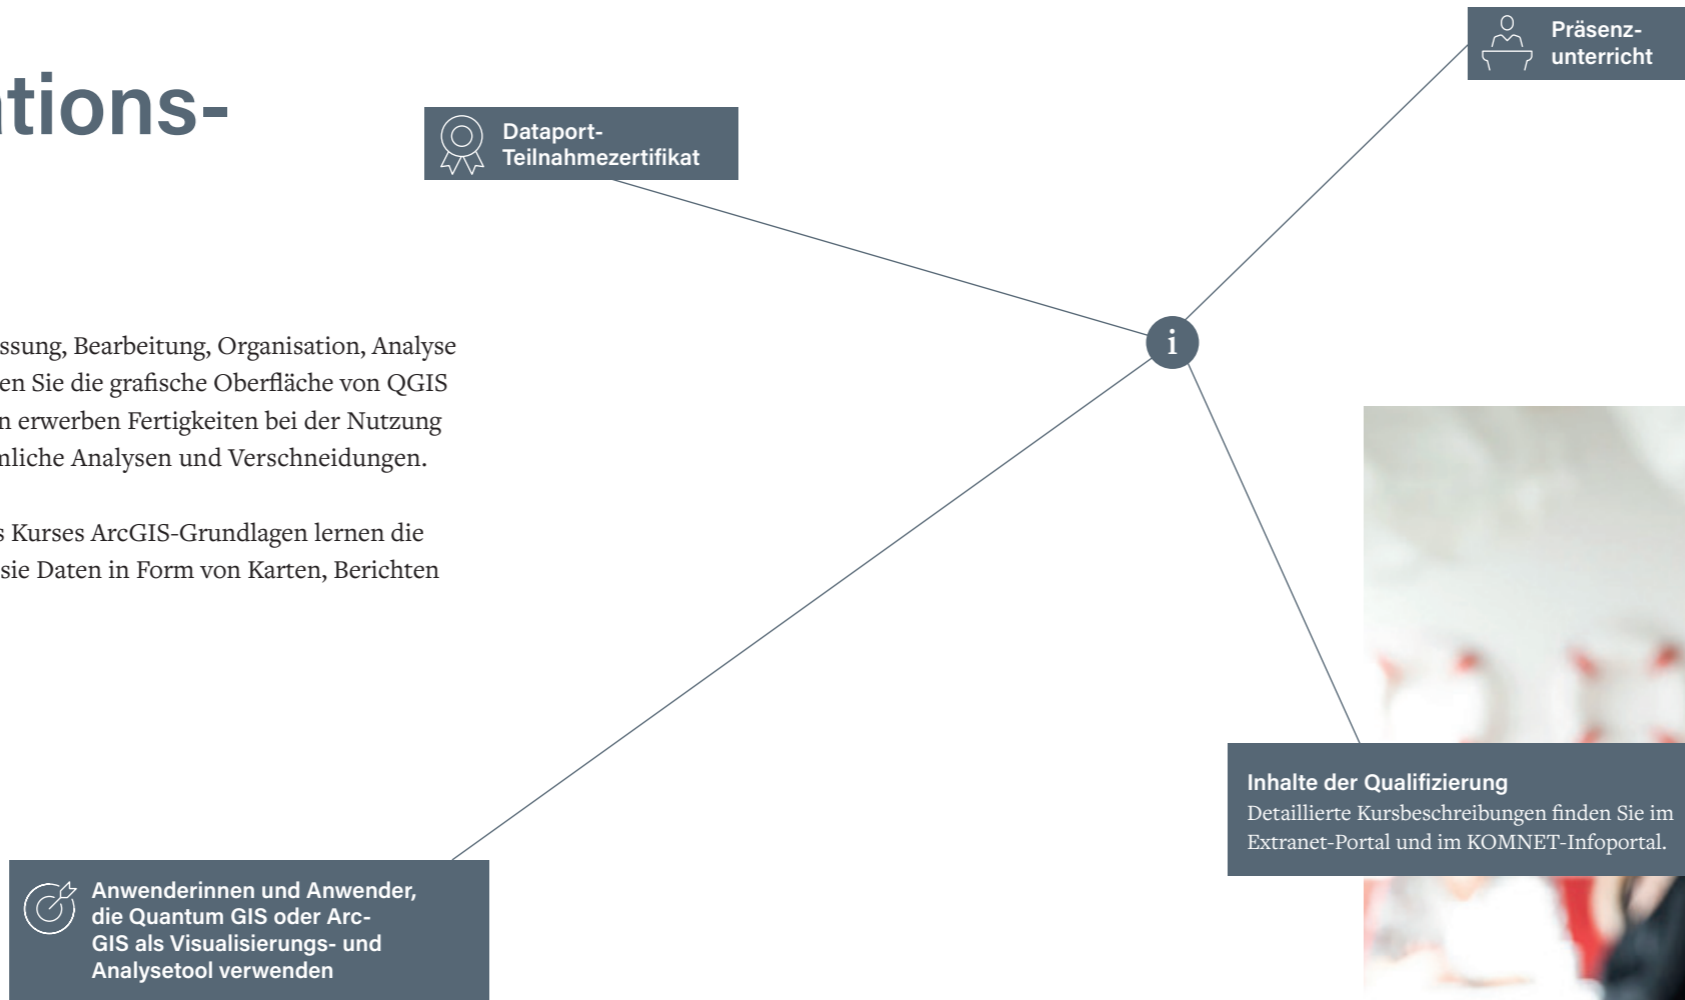 ations-
ssung, Bearbeitung, Organisation, Analyse
en Sie die grafische Oberfläche von QGIS
n erwerben Fertigkeiten bei der Nutzung
mliche Analysen und Verschneidungen.
s Kurses ArcGIS-Grundlagen lernen die
sie Daten in Form von Karten, Berichten
Dataport-
Teilnahmezertifikat
Präsenz-
unterricht
i
Inhalte der Qualifizierung
Detaillierte Kursbeschreibungen finden Sie im
Extranet-Portal und im KOMNET-Infoportal.
Anwenderinnen und Anwender,
die Quantum GIS oder Arc-
GIS als Visualisierungs- und
Analysetool verwenden